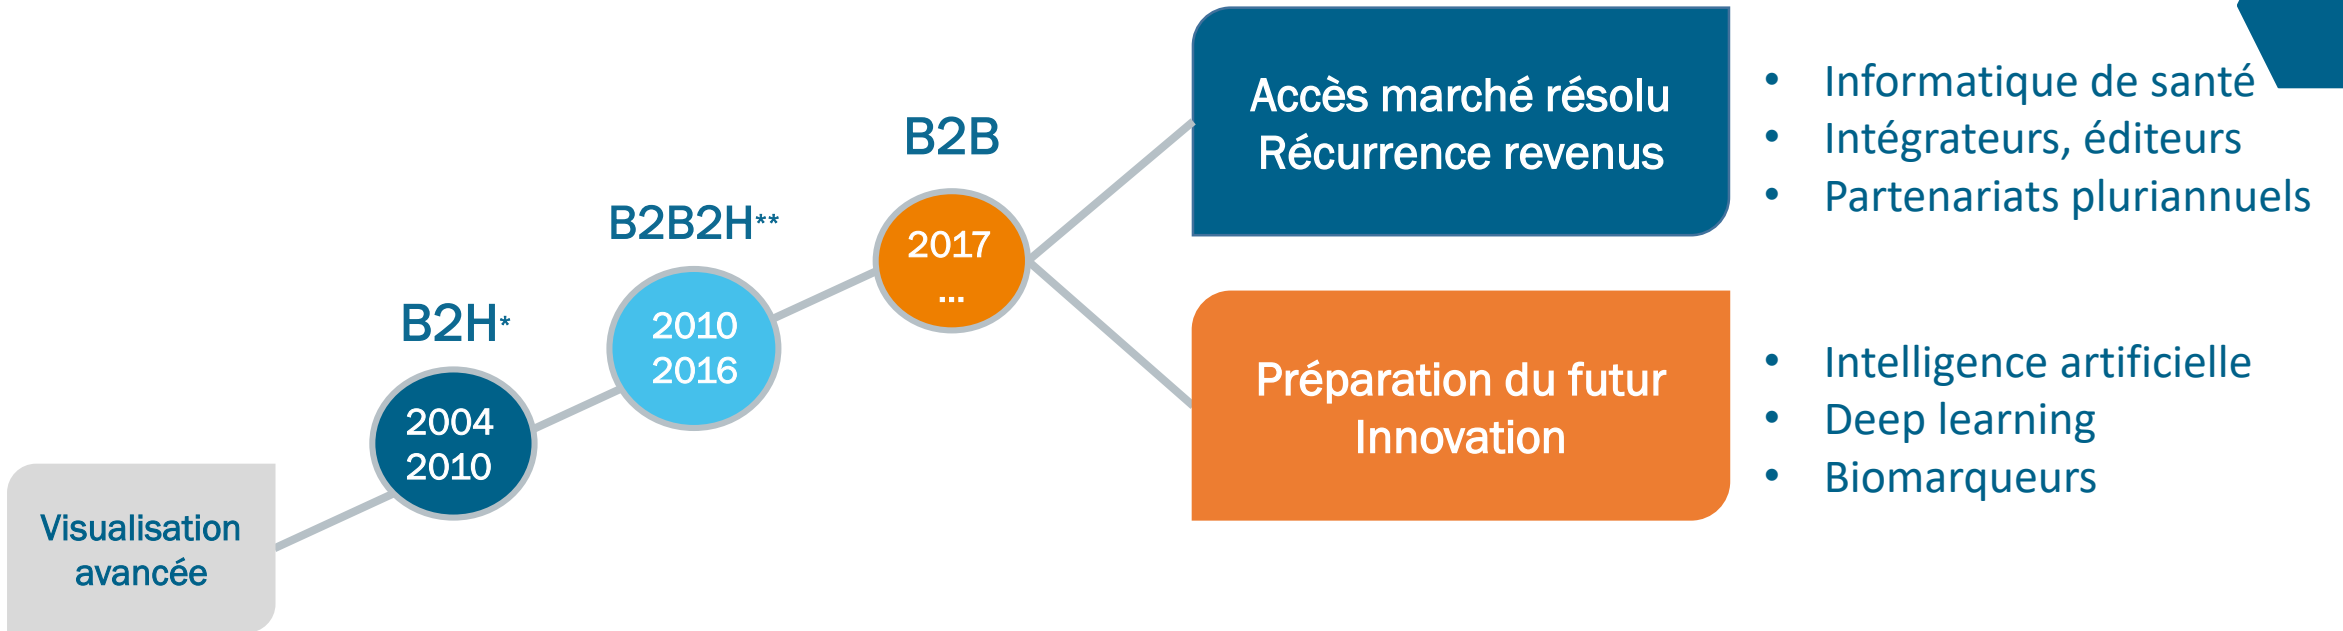 Visualisation
avancée
B2H*
2004
2010
B2B2H**
2010
2016
B2B
2017
...
Accès marché résolu
Récurrence revenus
• Informatique de santé
• Intégrateurs, éditeurs
• Partenariats pluriannuels
Préparation du futur
Innovation
• Intelligence artificielle
• Deep learning
• Biomarqueurs